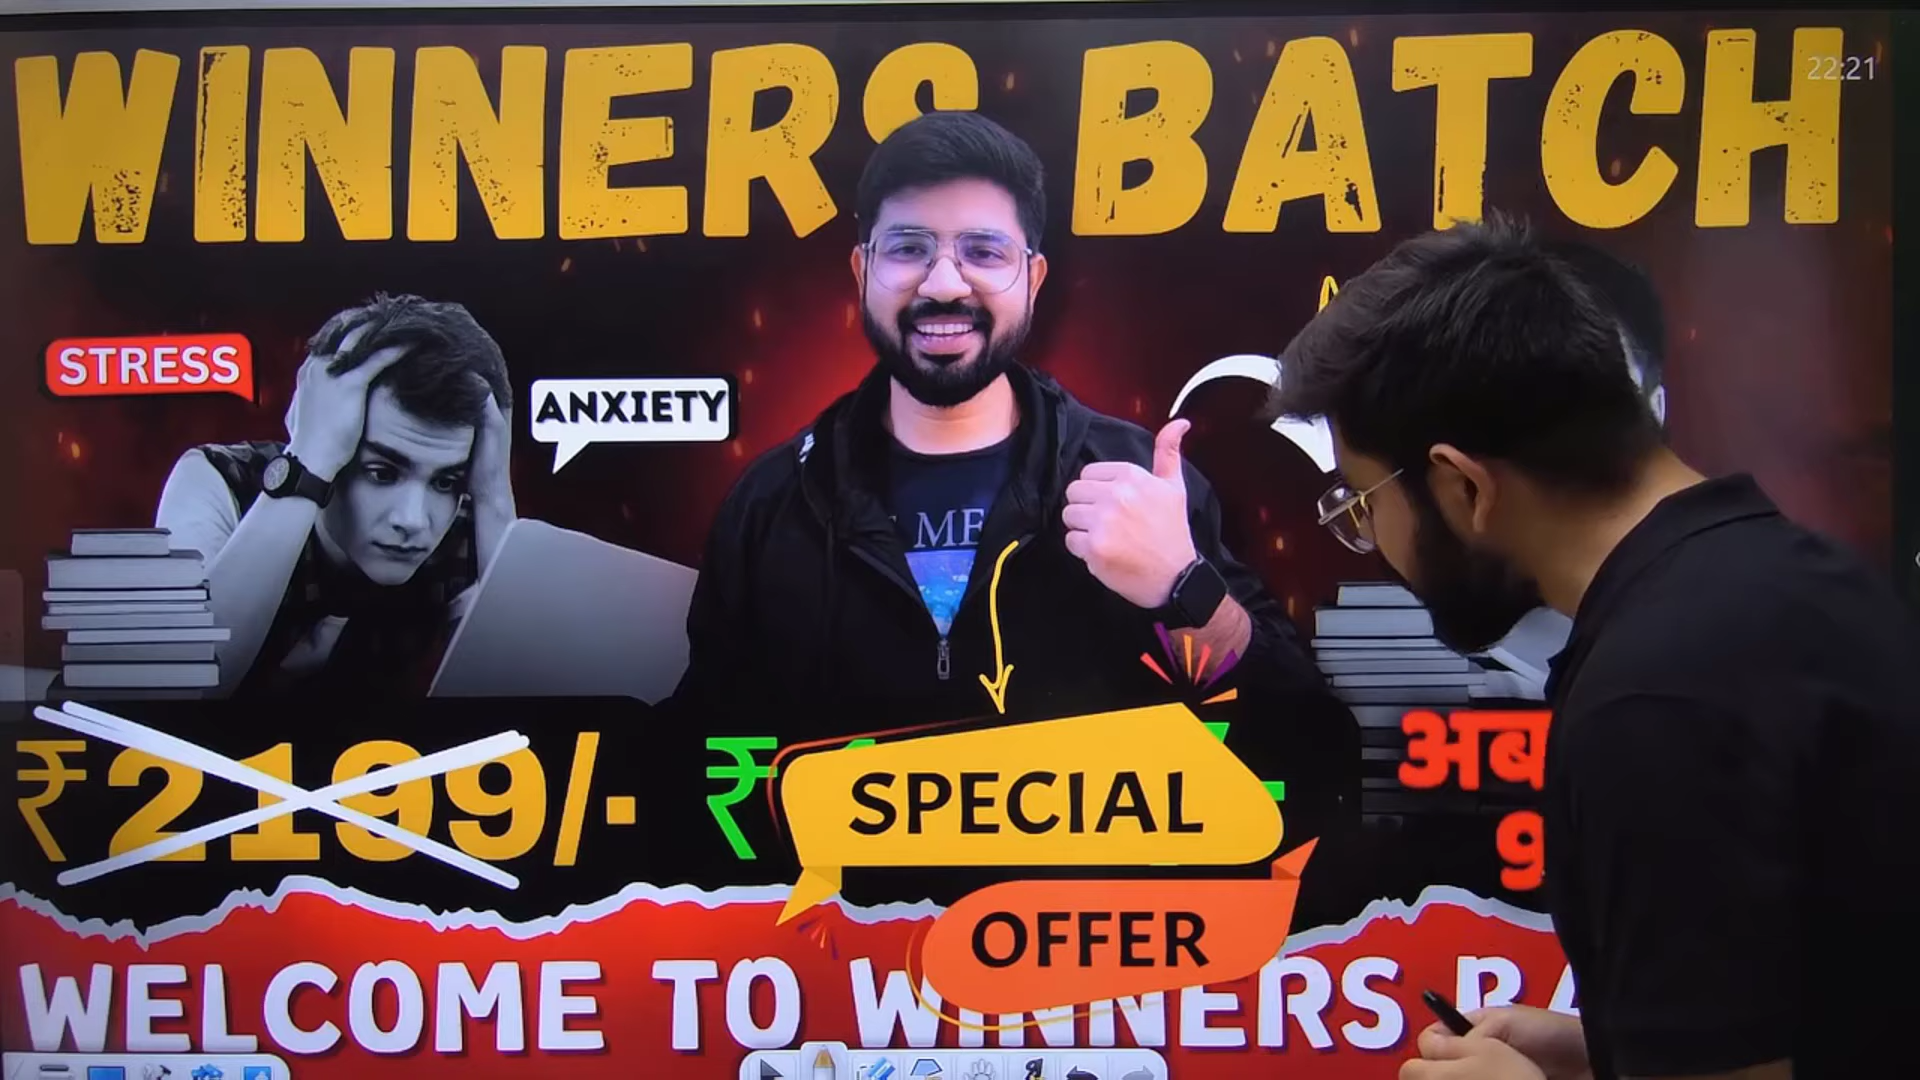 WINNERS BATCH
22:21
STRESS
ANXIETY
ME
₹2199/-
₹
SPECIAL
OFFER
अब
9
WELCOME TO WINNERS